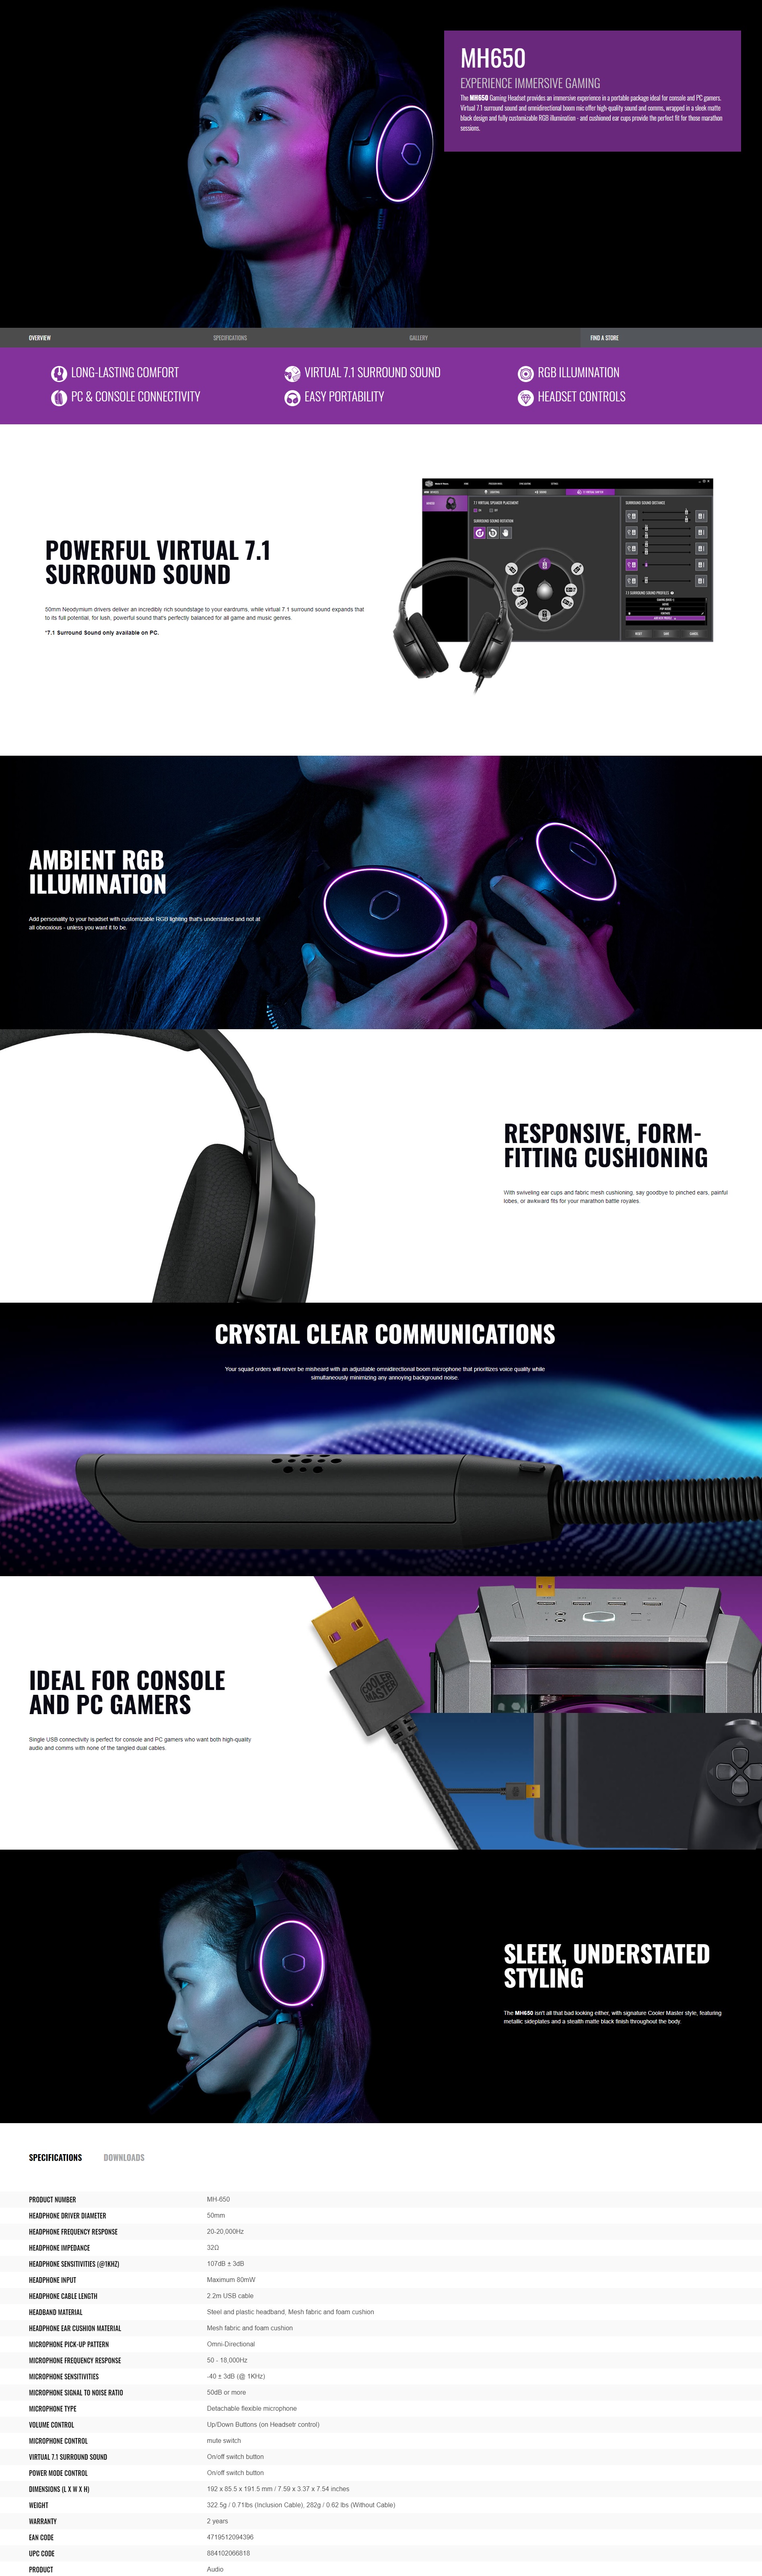 MH650
EXPERIENCE IMMERSIVE GAMING
The MH650 Gaming Headset provides an immersive experience in a portable package ideal for console and PC gamers.
Virtual 7.1 surround sound and omnidirectional boom mic offer high-quality sound and comms, wrapped in a sleek matte
black design and fully customizable RGB illumination - and cushioned ear cups provide the perfect fit for those marathon
sessions.
OVERVIEW
SPECIFICATIONS
GALLERY
FIND A STORE
LONG-LASTING COMFORT
VIRTUAL 7.1 SURROUND SOUND
RGB ILLUMINATION
PC & CONSOLE CONNECTIVITY
EASY PORTABILITY
HEADSET CONTROLS
POWERFUL VIRTUAL 7.1
SURROUND SOUND
50mm Neodymium drivers deliver an incredibly rich soundstage to your eardrums, while virtual 7.1 surround sound expands that
to its full potential, for lush, powerful sound that's perfectly balanced for all game and music genres.
*7.1 Surround Sound only available on PC.
7.1 VIRTUAL SPEAKER PLACEMENT
SURROUND SOUND ROTATION
SURROUND SOUND DISTANCE
7.1 SURROUND SOUND PROFILES
RESET
SAVE
CANCEL
AMBIENT RGB
ILLUMINATION
Add personality to your headset with customizable RGB lighting that's understated and not at
all obnoxious - unless you want it to be.
RESPONSIVE, FORM-
FITTING CUSHIONING
With swiveling ear cups and fabric mesh cushioning, say goodbye to pinched ears, painful
lobes, or awkward fits for your marathon battle royales.
CRYSTAL CLEAR COMMUNICATIONS
Your squad orders will never be misheard with an adjustable omnidirectional boom microphone that prioritizes voice quality while
simultaneously minimizing any annoying background noise.
IDEAL FOR CONSOLE
AND PC GAMERS
Single USB connectivity is perfect for console and PC gamers who want both high-quality
audio and comms with none of the tangled dual cables.
COOLER
MASTER
SLEEK, UNDERSTATED
STYLING
The MH650 isn't all that bad looking either, with signature Cooler Master style, featuring
metallic sideplates and a stealth matte black finish throughout the body.
SPECIFICATIONS
DOWNLOADS
PRODUCT NUMBER MH-650
HEADPHONE DRIVER DIAMETER 50mm
HEADPHONE FREQUENCY RESPONSE 20-20,000Hz
HEADPHONE IMPEDANCE 32Ω
HEADPHONE SENSITIVITIES (@1KHZ) 107dB ± 3dB
HEADPHONE INPUT Maximum 80mW
HEADPHONE CABLE LENGTH 2.2m USB cable
HEADBAND MATERIAL Steel and plastic headband, Mesh fabric and foam cushion
HEADPHONE EAR CUSHION MATERIAL Mesh fabric and foam cushion
MICROPHONE PICK-UP PATTERN Omni-Directional
MICROPHONE FREQUENCY RESPONSE 50 - 18,000Hz
MICROPHONE SENSITIVITIES -40 ± 3dB (@ 1KHz)
MICROPHONE SIGNAL TO NOISE RATIO 50dB or more
MICROPHONE TYPE Detachable flexible microphone
VOLUME CONTROL Up/Down Buttons (on Headsetr control)
MICROPHONE CONTROL mute switch
VIRTUAL 7.1 SURROUND SOUND On/off switch button
POWER MODE CONTROL On/off switch button
DIMENSIONS (L X W X H) 192 x 85.5 x 191.5 mm / 7.59 x 3.37 x 7.54 inches
WEIGHT 322.5g / 0.71lbs (Inclusion Cable), 282g / 0.62 lbs (Without Cable)
WARRANTY 2 years
EAN CODE 4719512094396
UPC CODE 884102066818
PRODUCT Audio